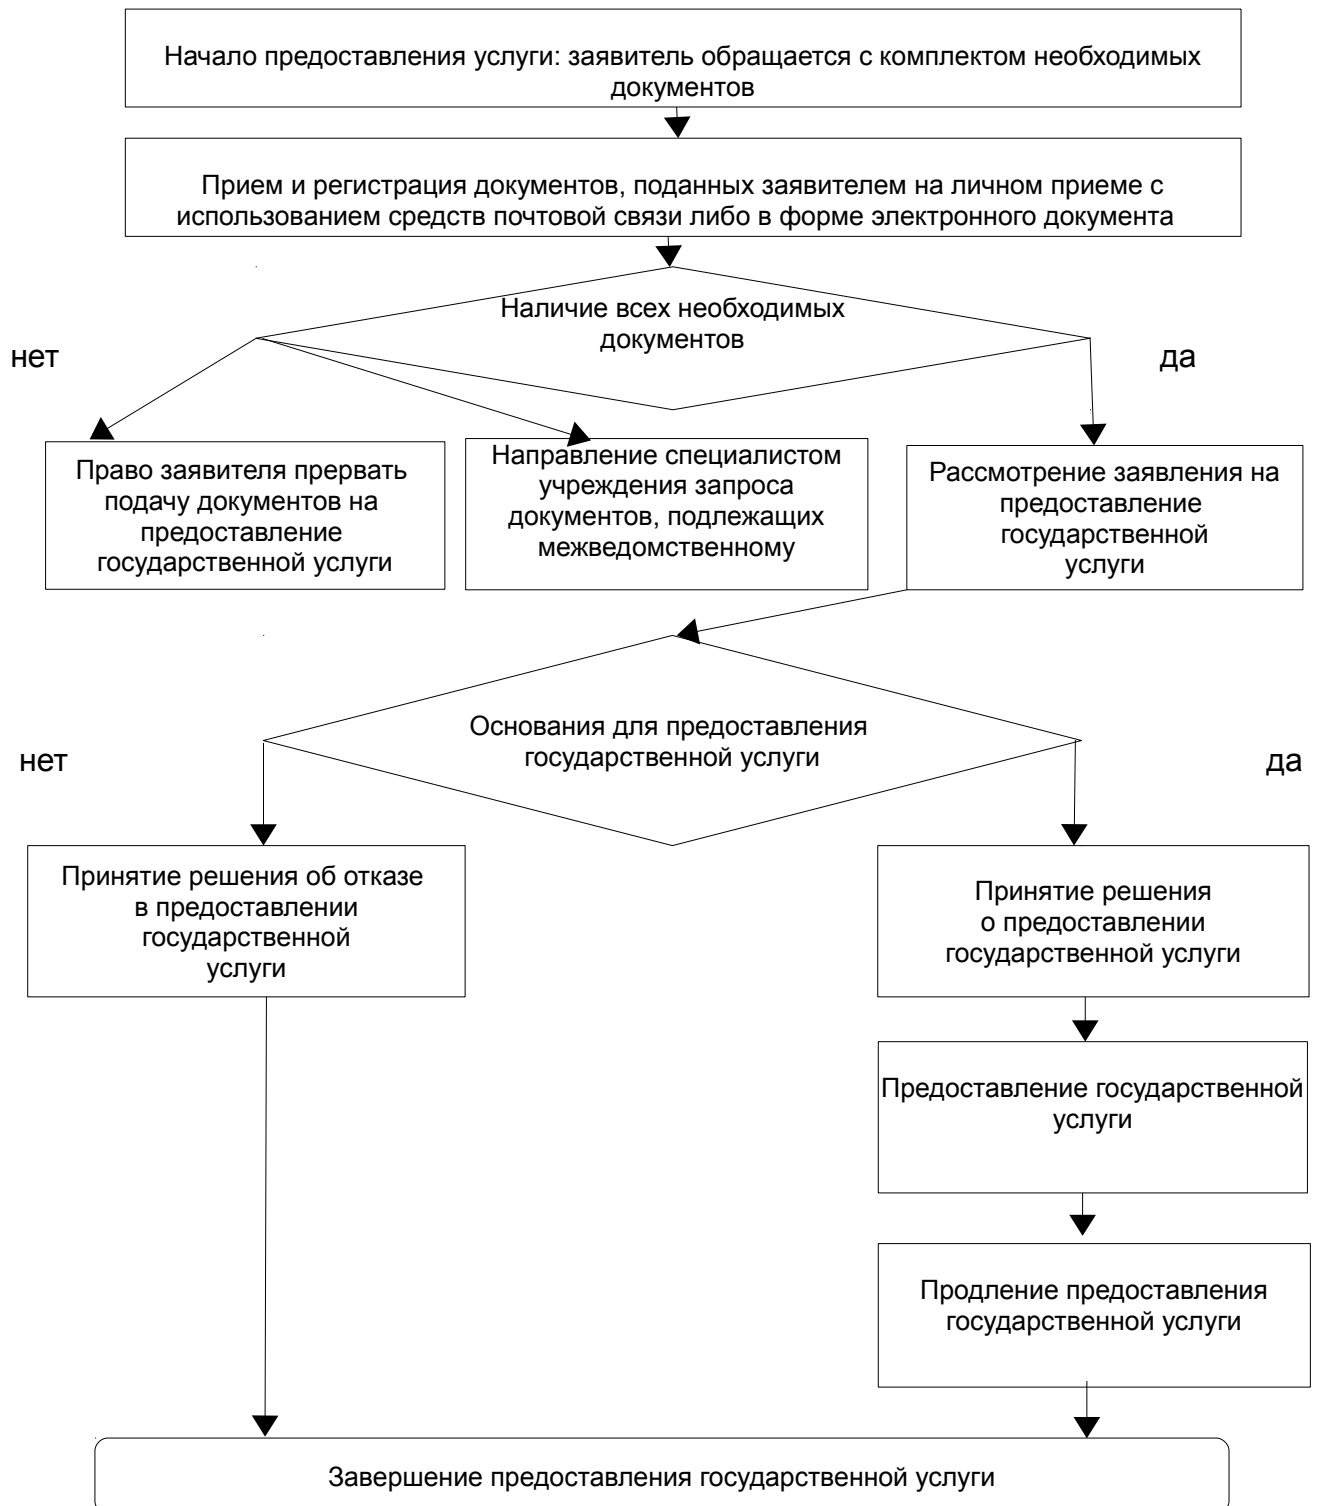 Начало предоставления услуги: заявитель обращается с комплектом необходимых
документов
Прием и регистрация документов, поданных заявителем на личном приеме с
использованием средств почтовой связи либо в форме электронного документа
Наличие всех необходимых
документов
нет
да
Право заявителя прервать
подачу документов на
предоставление
государственной услуги
Направление специалистом
учреждения запроса
документов, подлежащих
межведомственному
Рассмотрение заявления на
предоставление
государственной
услуги
Основания для предоставления
государственной услуги
нет
да
Принятие решения об отказе
в предоставлении
государственной
услуги
Принятие решения
о предоставлении
государственной услуги
Предоставление государственной
услуги
Продление предоставления
государственной услуги
Завершение предоставления государственной услуги